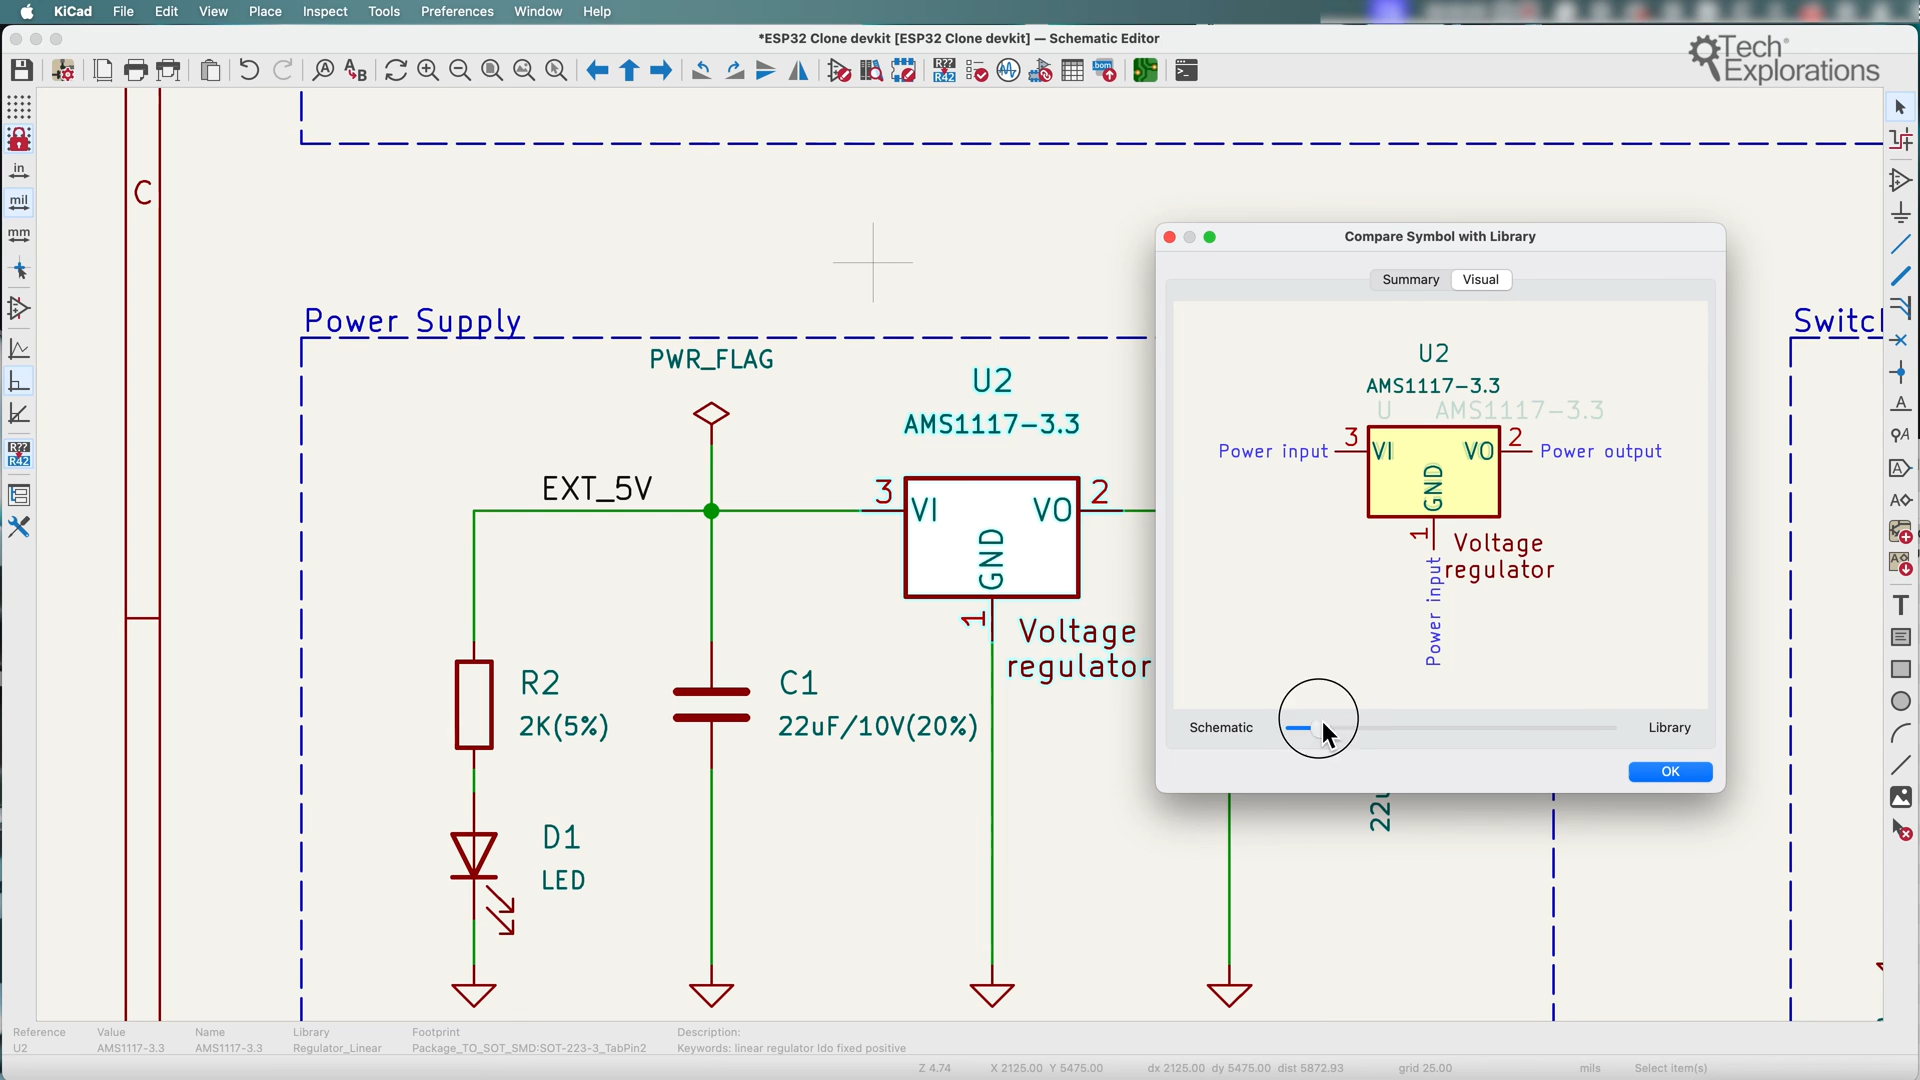 KiCad File Edit View Place Inspect Tools Preferences Window Help
*ESP32 Clone devkit [ESP32 Clone devkit] — Schematic Editor
Tech
Explorations
A
A B
R??
R42
bom
in
mil
mm
R??
R42
C
Power Supply
PWR_FLAG
U2
AMS1117-3.3
EXT_5V
3
VI
VO
2
GND
1
Voltage
regulator
R2
2K(5%)
C1
22uF/10V(20%)
D1
LED
22u
Switch
Compare Symbol with Library
Summary Visual
U2
AMS1117-3.3
U AMS1117-3.3
Power input 3 VI VO 2 Power output
GND
1
Voltage
regulator
Power input
Schematic Library
OK
A
A
A
A
T
Reference Value Name Library Footprint Description:
U2 AMS1117-3.3 AMS1117-3.3 Regulator_Linear Package_TO_SOT_SMD:SOT-223-3_TabPin2 Keywords: linear regulator ldo fixed positive
Z 4.74 X 2125.00 Y 5475.00 dx 2125.00 dy 5475.00 dist 5872.93 grid 25.00 mils Select item(s)